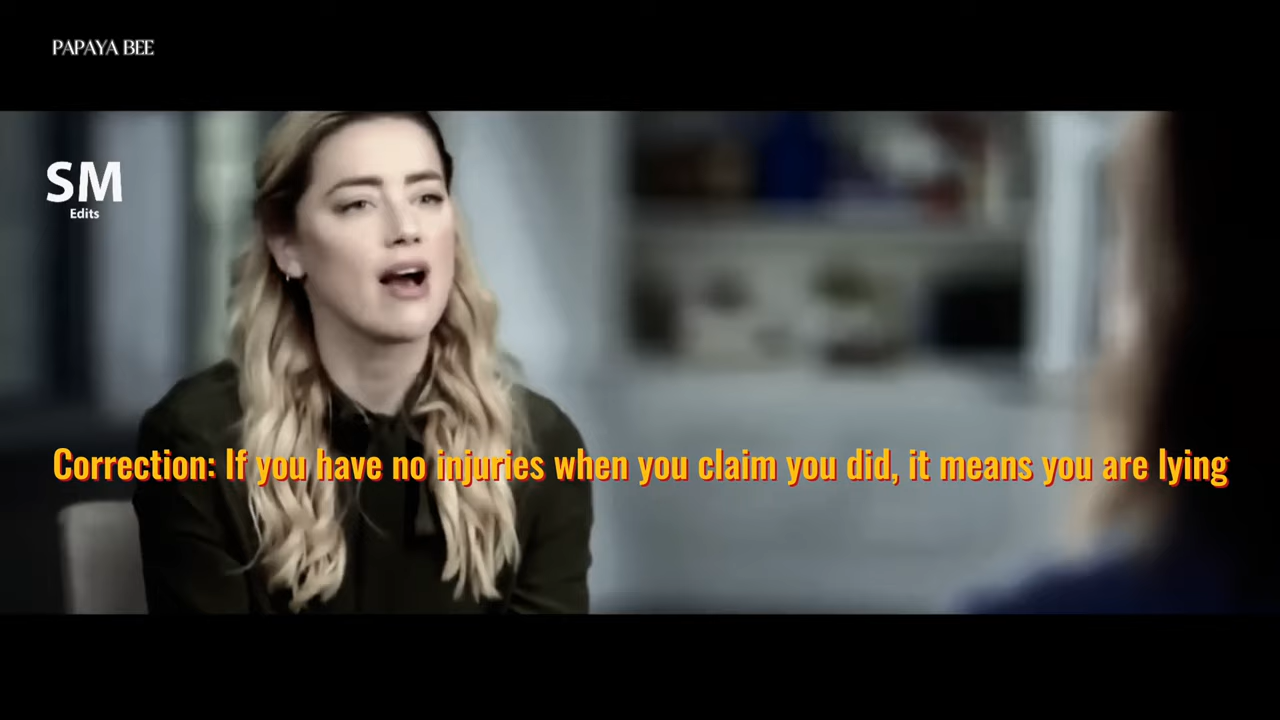 PAPAYA BEE
SM
Edits
Correction: If you have no injuries when you claim you did, it means you are lying